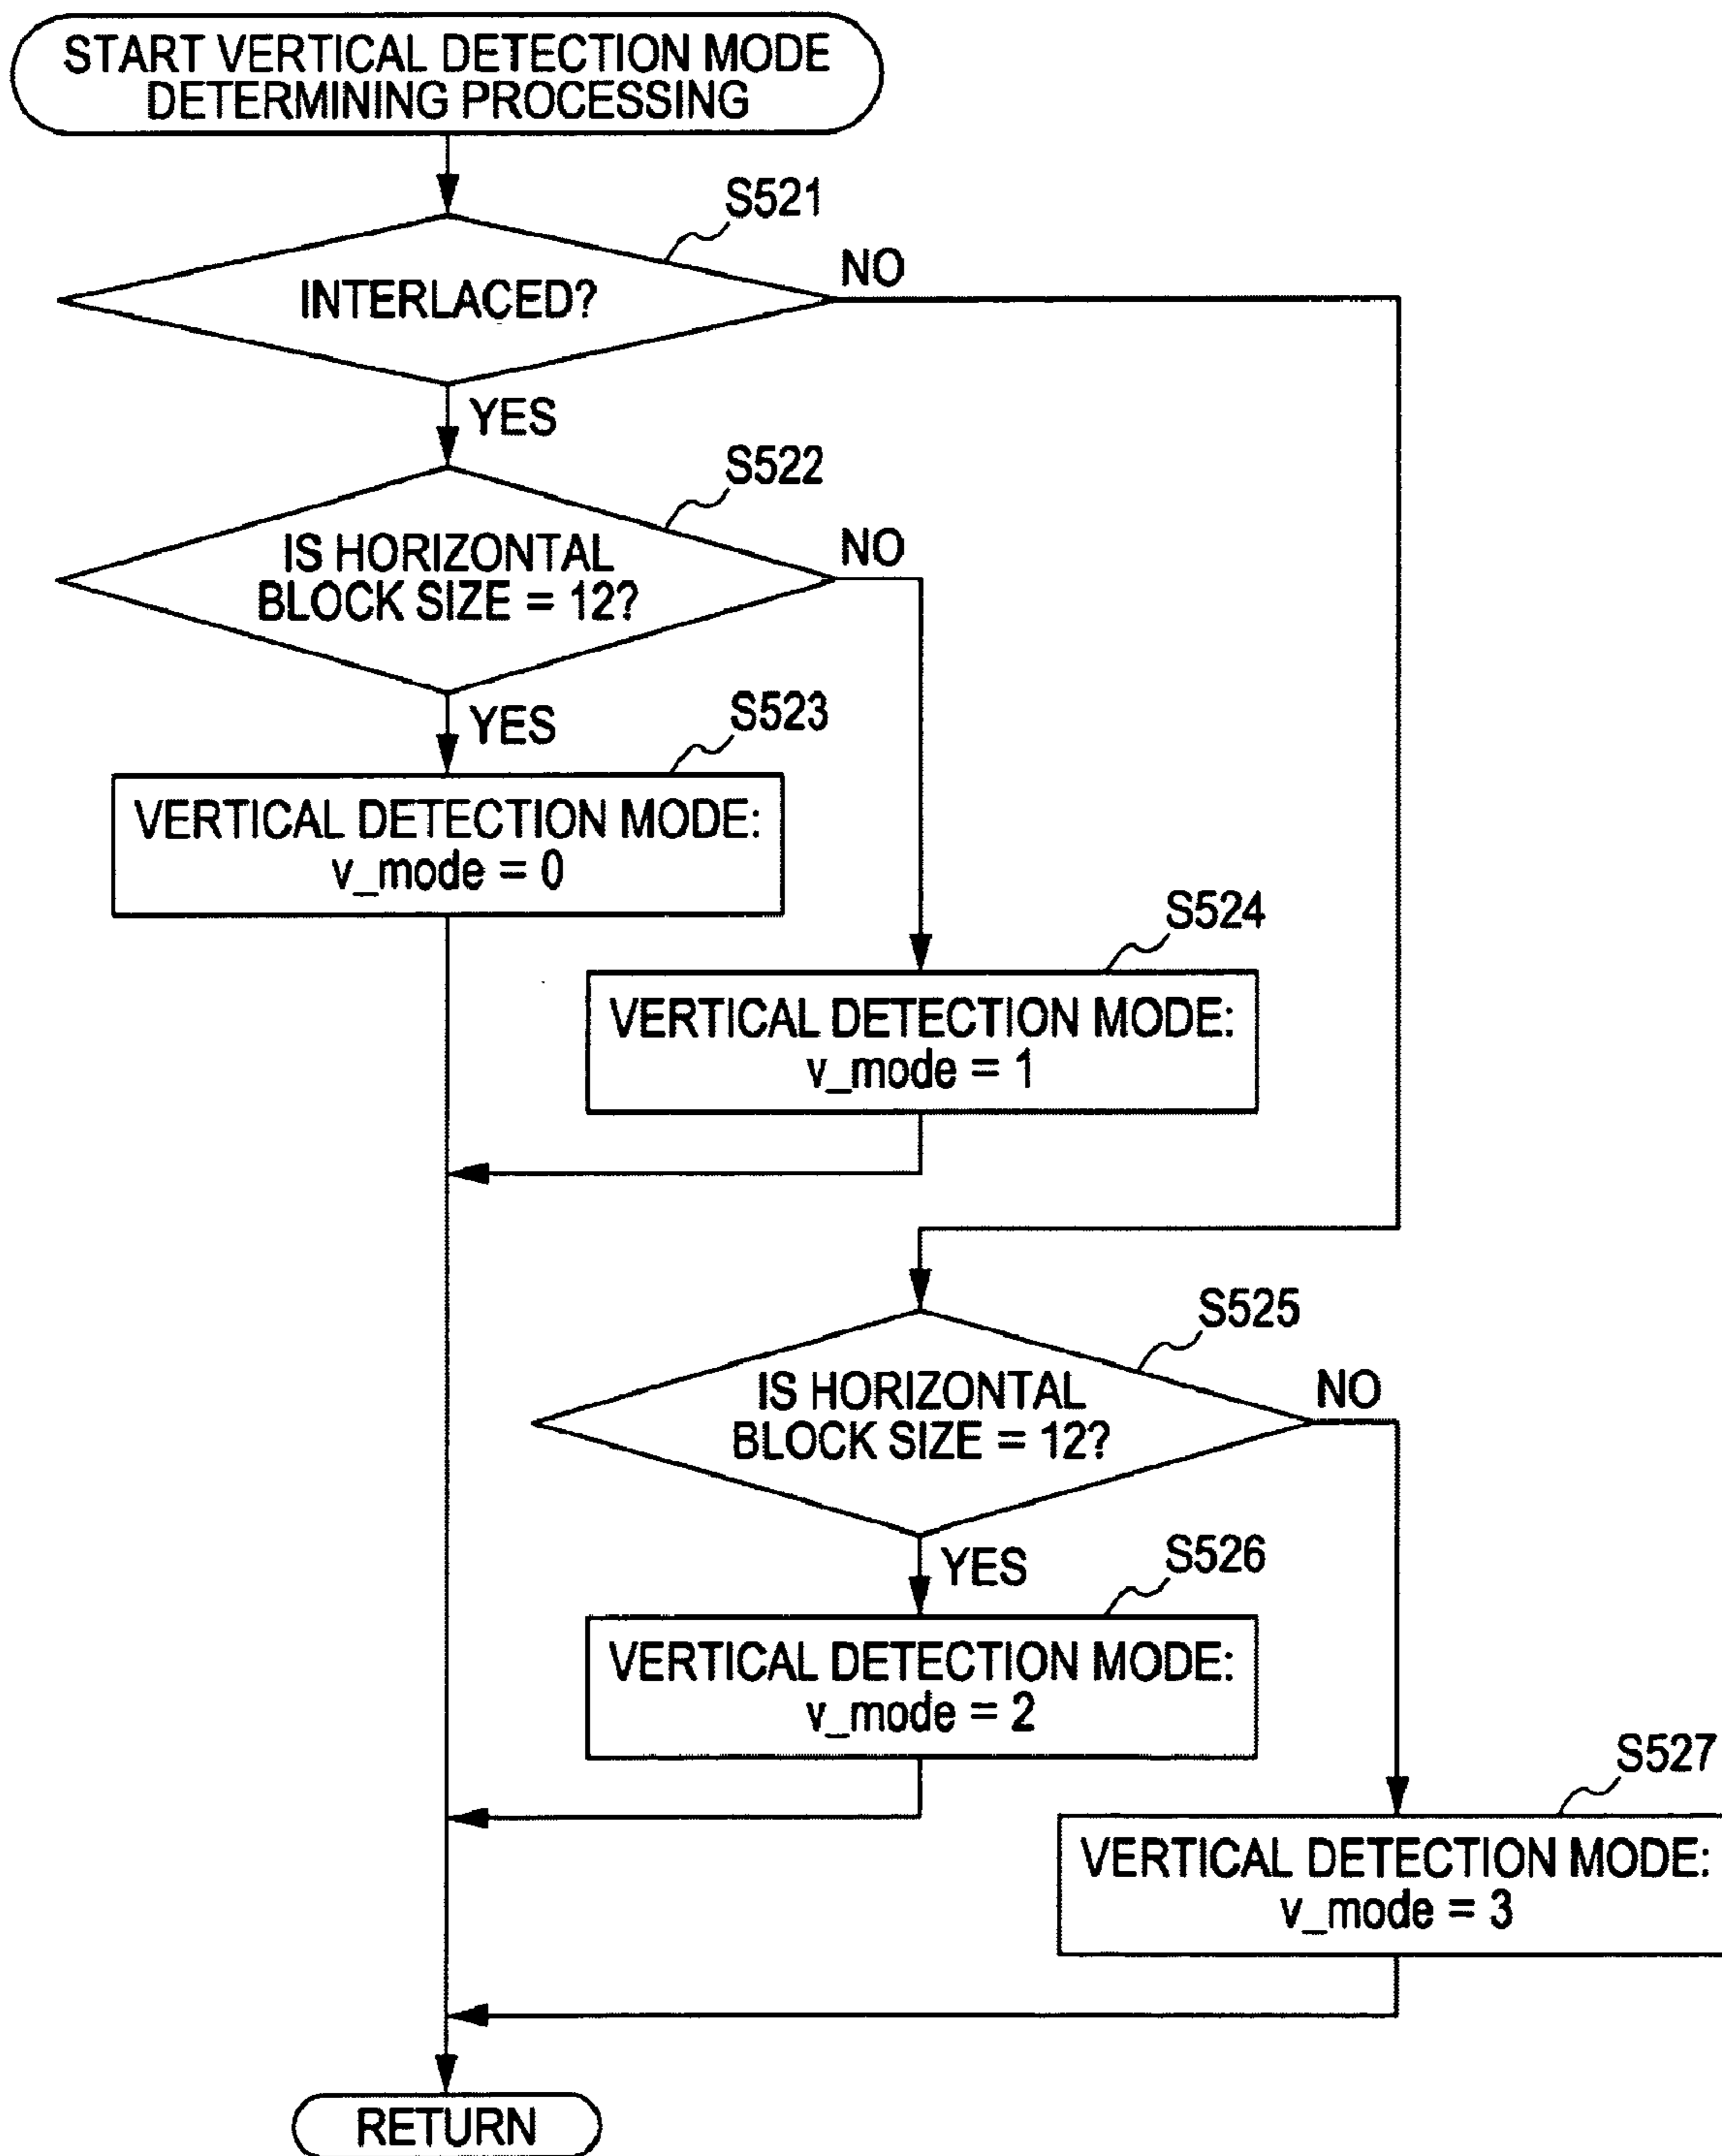 START VERTICAL DETECTION MODE
DETERMINING PROCESSING
S521
INTERLACED?
NO
YES
S522
IS HORIZONTAL
BLOCK SIZE = 12?
NO
YES
S523
VERTICAL DETECTION MODE:
v_mode = 0
S524
VERTICAL DETECTION MODE:
v_mode = 1
S525
IS HORIZONTAL
BLOCK SIZE = 12?
NO
YES
S526
VERTICAL DETECTION MODE:
v_mode = 2
S527
VERTICAL DETECTION MODE:
v_mode = 3
RETURN